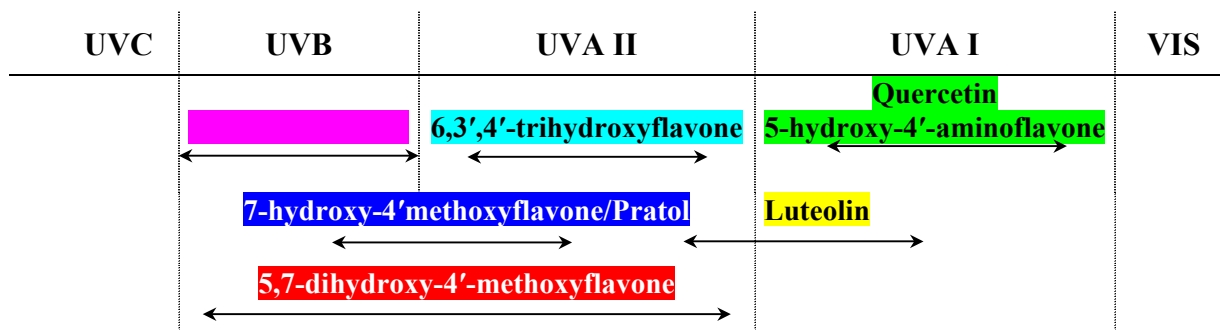 UVC UVB UVA II UVA I VIS
Quercetin
6,3′,4′-trihydroxyflavone 5-hydroxy-4′-aminoflavone
7-hydroxy-4′methoxyflavone/Pratol Luteolin
5,7-dihydroxy-4′-methoxyflavone